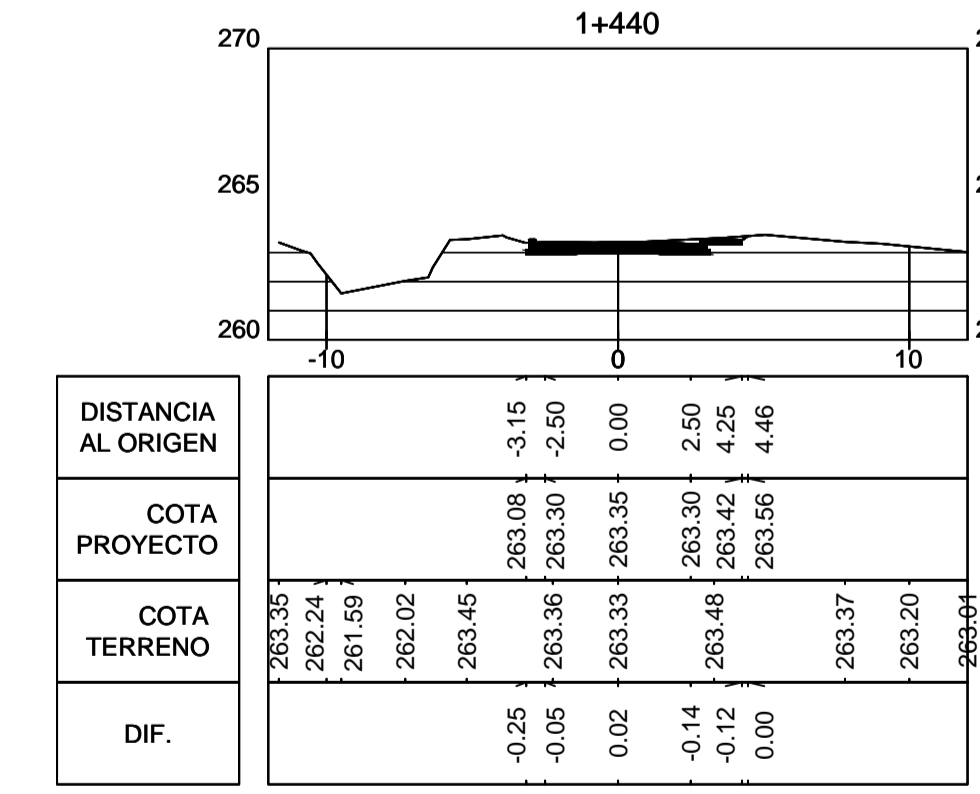 1+440
270
265
260
-10 0 10
DISTANCIA AL ORIGEN
-3.15 -2.50 0.00 2.50 4.25 4.46
COTA PROYECTO
263.08 263.30 263.35 263.30 263.42 263.56
COTA TERRENO
263.35 262.24 261.59 262.02 263.45 263.36 263.33 263.48 263.37 263.20 263.01
DIF.
-0.25 -0.05 0.02 -0.14 -0.12 0.00